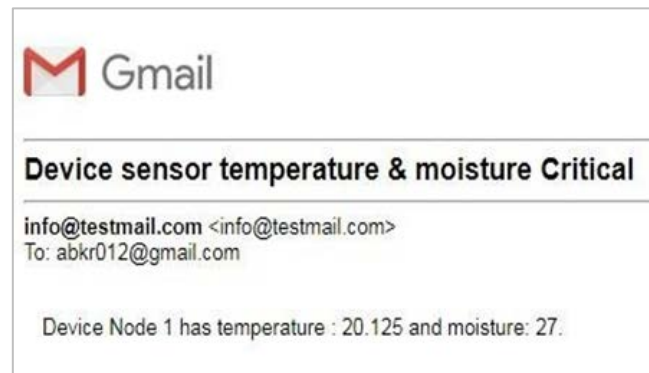 Gmail
Device sensor temperature & moisture Critical
info@testmail.com <info@testmail.com>
To: abkr012@gmail.com
Device Node 1 has temperature : 20.125 and moisture: 27.